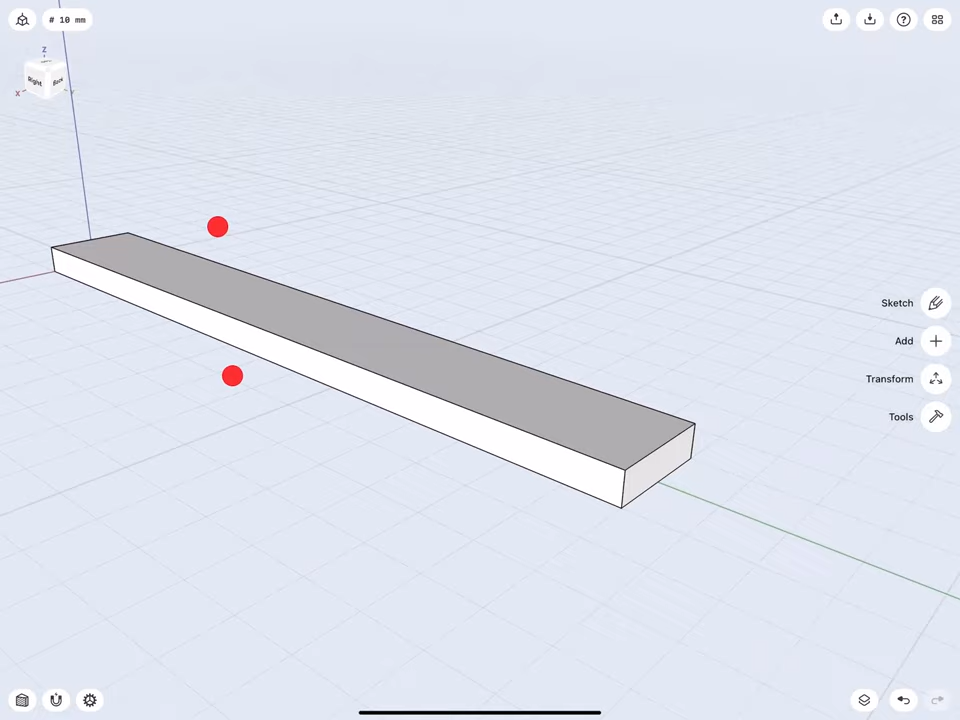 # 10 mm
Z
Right
Back
X
Y
Sketch
Add
Transform
Tools